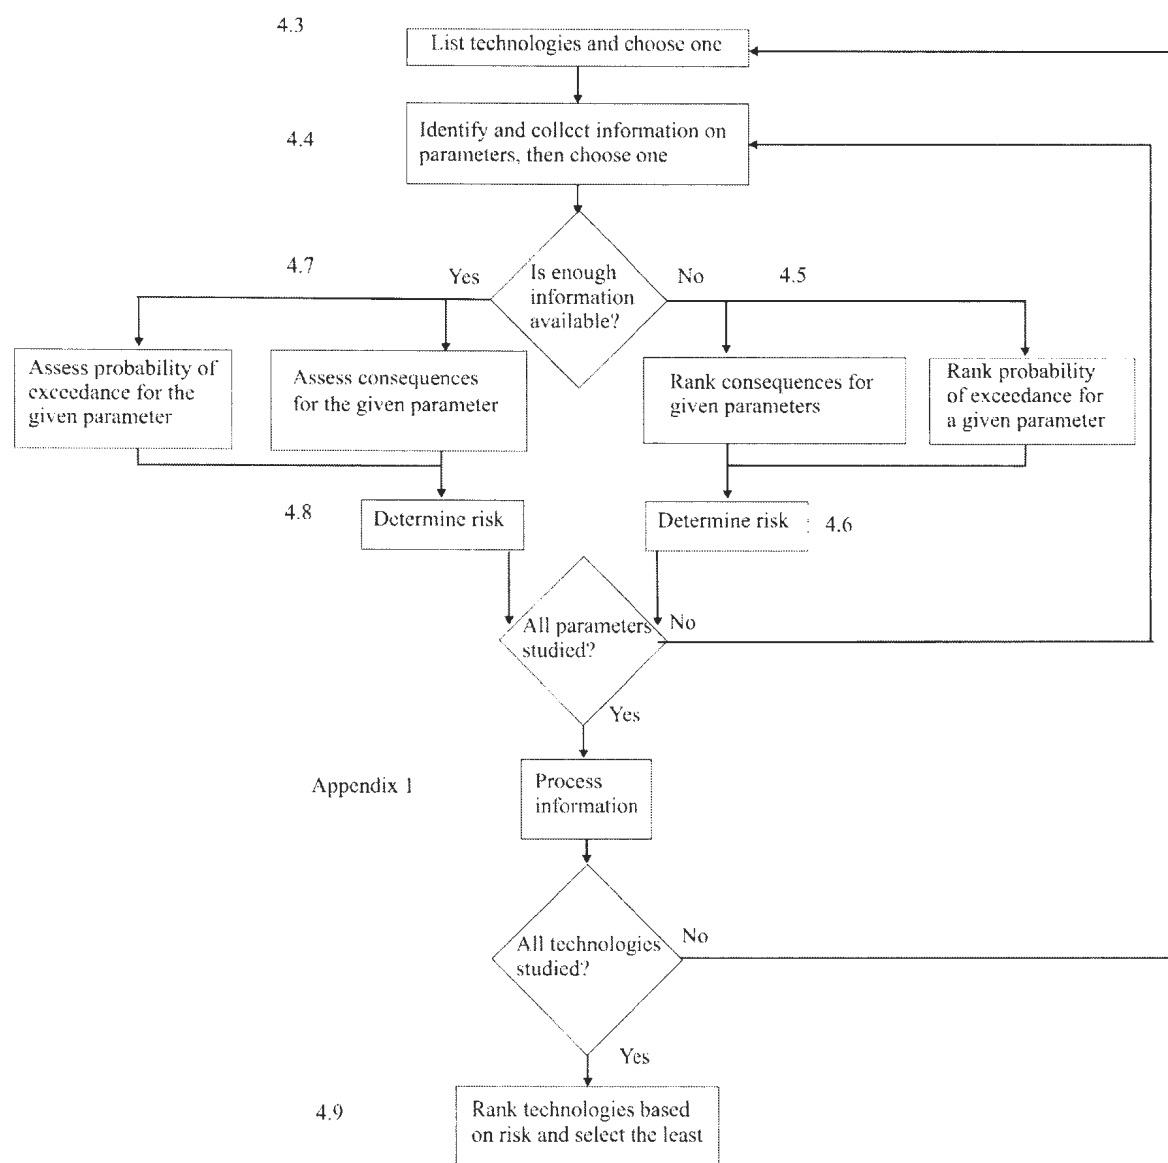 4.3
List technologies and choose one
4.4
Identify and collect information on
parameters, then choose one
4.7
Yes
Is enough
information
available?
No
4.5
Assess probability of
exceedance for the
given parameter
Assess consequences
for the given parameter
Rank consequences for
given parameters
Rank probability
of exceedance for
a given parameter
4.8
Determine risk
Determine risk
4.6
All parameters
studied?
No
Yes
Appendix 1
Process
information
All technologies
studied?
No
Yes
4.9
Rank technologies based
on risk and select the least